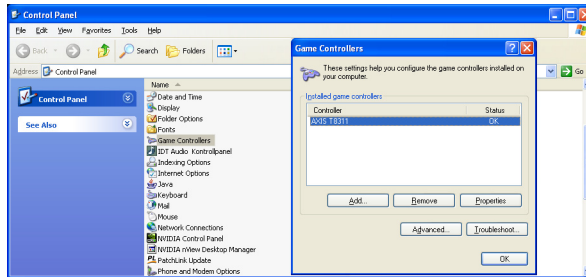 Control Panel
File Edit View Favorites Tools Help
Back Search Folders
Address Control Panel Go
Control Panel
See Also
Name
Date and Time
Display
Folder Options
Fonts
Game Controllers
IDT Audio Kontrollpanel
Indexing Options
Internet Options
Java
Keyboard
Mail
Mouse
Network Connections
NVIDIA Control Panel
NVIDIA nView Desktop Manager
PatchLink Update
Phone and Modem Options
Game Controllers
These settings help you configure the game controllers installed on
your computer.
Installed game controllers
Controller Status
AXIS T8311 OK
Add... Remove Properties
Advanced... Troubleshoot...
OK